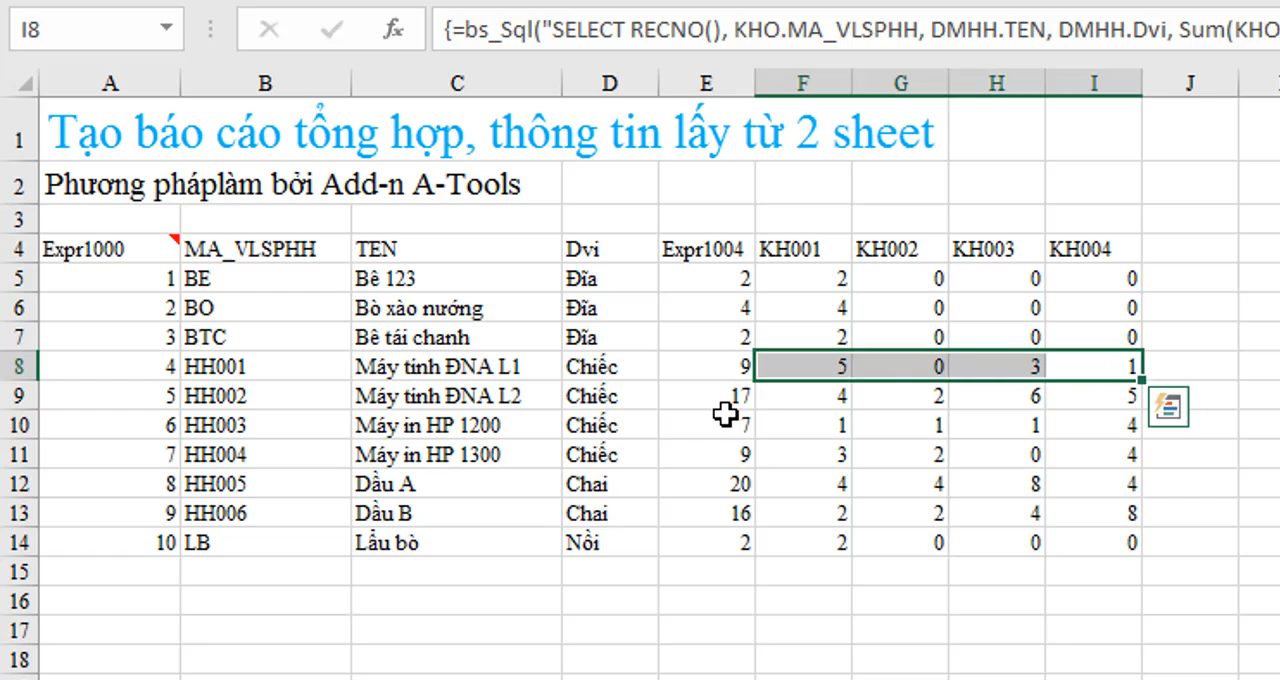 I8
fx
{=bs_Sql("SELECT RECNO(), KHO.MA_VLSPHH, DMHH.TEN, DMHH.Dvi, Sum(KHO
A B C D E F G H I J
1 Tạo báo cáo tổng hợp, thông tin lấy từ 2 sheet
2 Phương pháplàm bởi Add-n A-Tools
3
4 Expr1000 MA_VLSPHH TEN Dvi Expr1004 KH001 KH002 KH003 KH004
5 1 BE Bê 123 Đĩa 2 2 0 0 0
6 2 BO Bò xào nướng Đĩa 4 4 0 0 0
7 3 BTC Bê tái chanh Đĩa 2 2 0 0 0
8 4 HH001 Máy tính ĐNA L1 Chiếc 9 5 0 3 1
9 5 HH002 Máy tính ĐNA L2 Chiếc 17 4 2 6 5
10 6 HH003 Máy in HP 1200 Chiếc 7 1 1 1 4
11 7 HH004 Máy in HP 1300 Chiếc 9 3 2 0 4
12 8 HH005 Dầu A Chai 20 4 4 8 4
13 9 HH006 Dầu B Chai 16 2 2 4 8
14 10 LB Lẩu bò Nồi 2 2 0 0 0
15
16
17
18